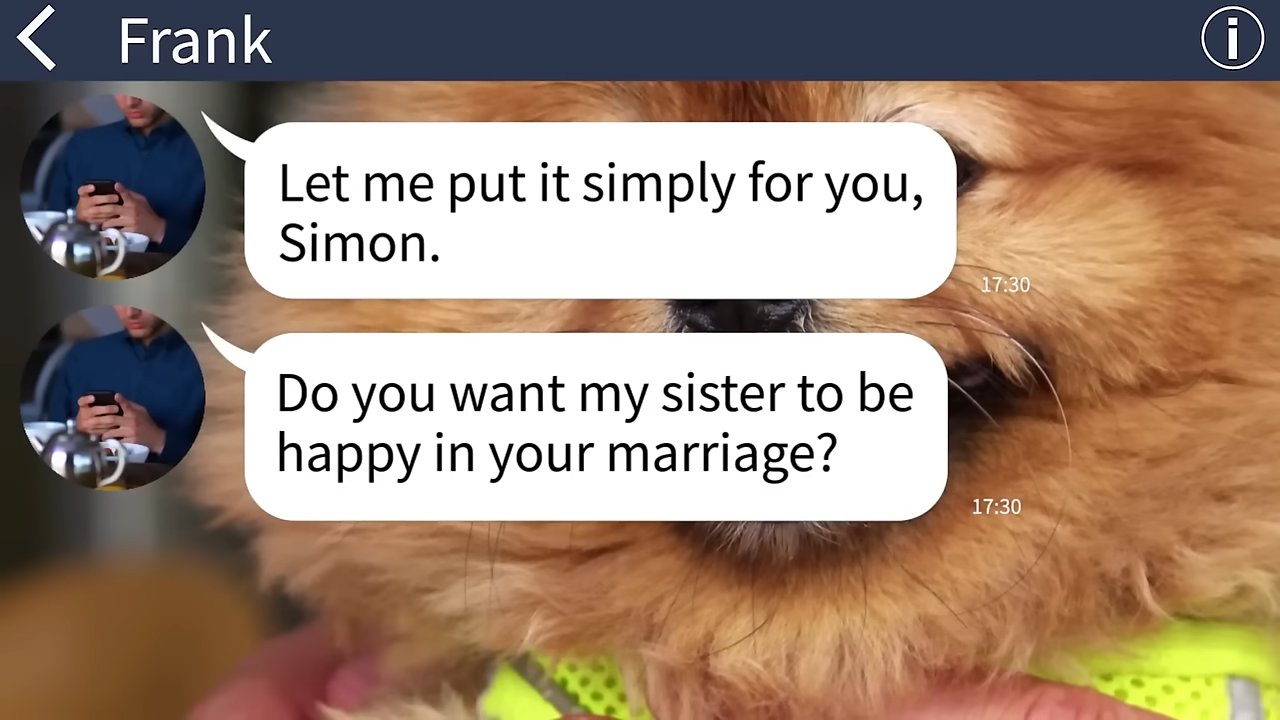 Frank
Let me put it simply for you,
Simon.
17:30
Do you want my sister to be
happy in your marriage?
17:30